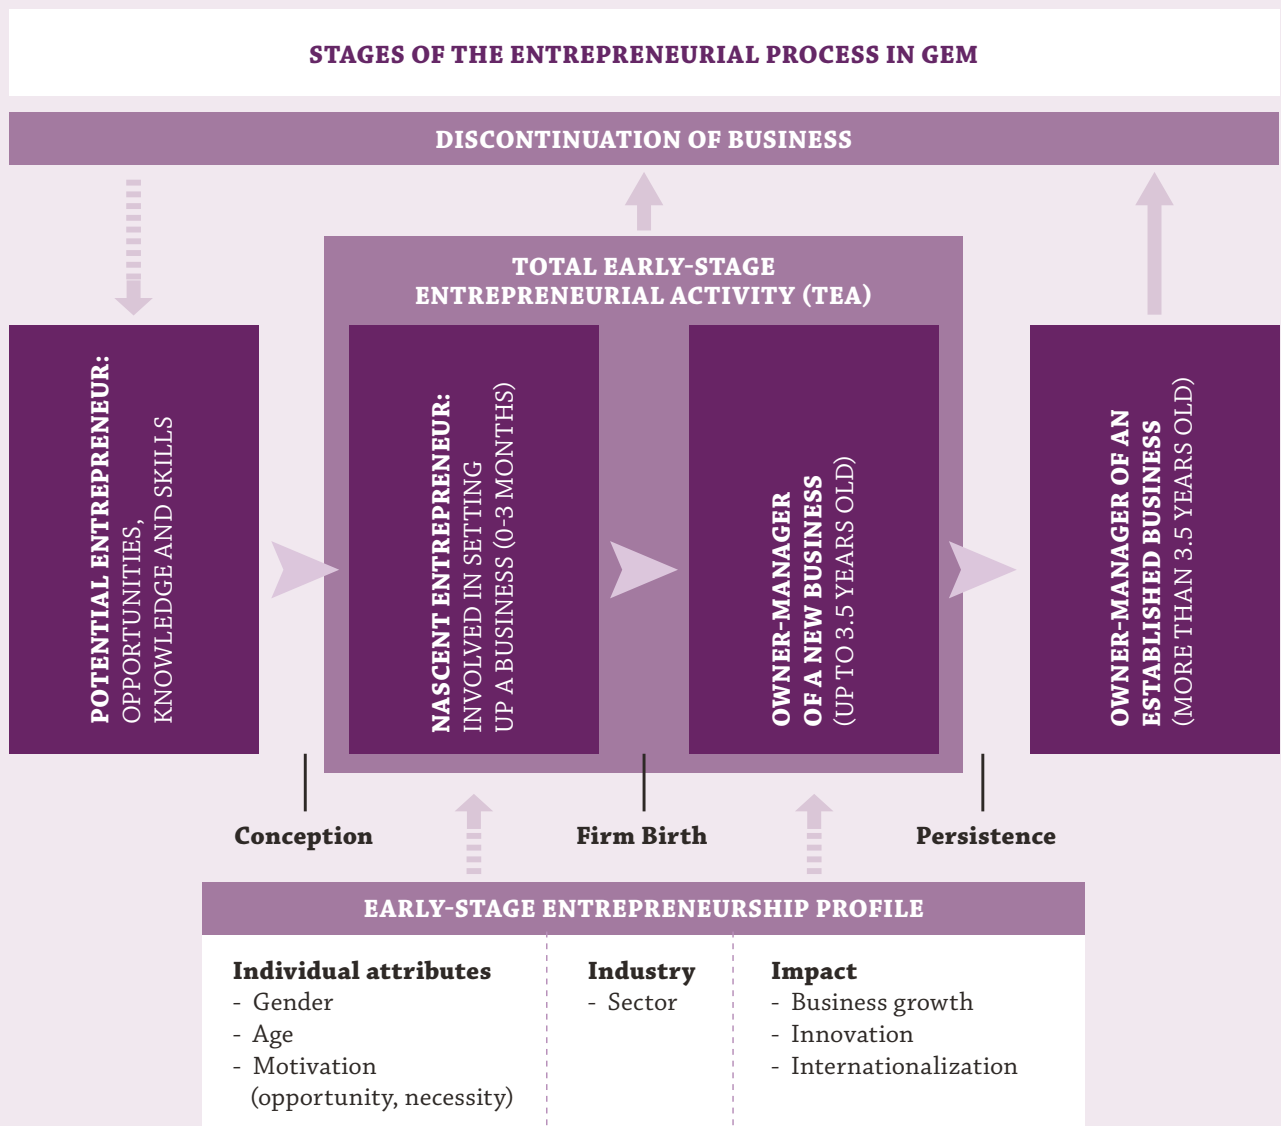 STAGES OF THE ENTREPRENEURIAL PROCESS IN GEM
DISCONTINUATION OF BUSINESS
TOTAL EARLY-STAGE
ENTREPRENEURIAL ACTIVITY (TEA)
POTENTIAL ENTREPRENEUR:
OPPORTUNITIES,
KNOWLEDGE AND SKILLS
NASCENT ENTREPRENEUR:
INVOLVED IN SETTING
UP A BUSINESS (0-3 MONTHS)
OWNER-MANAGER
OF A NEW BUSINESS
(UP TO 3.5 YEARS OLD)
OWNER-MANAGER OF AN
ESTABLISHED BUSINESS
(MORE THAN 3.5 YEARS OLD)
Conception
Firm Birth
Persistence
EARLY-STAGE ENTREPRENEURSHIP PROFILE
Individual attributes
- Gender
- Age
- Motivation
(opportunity, necessity)
Industry
- Sector
Impact
- Business growth
- Innovation
- Internationalization